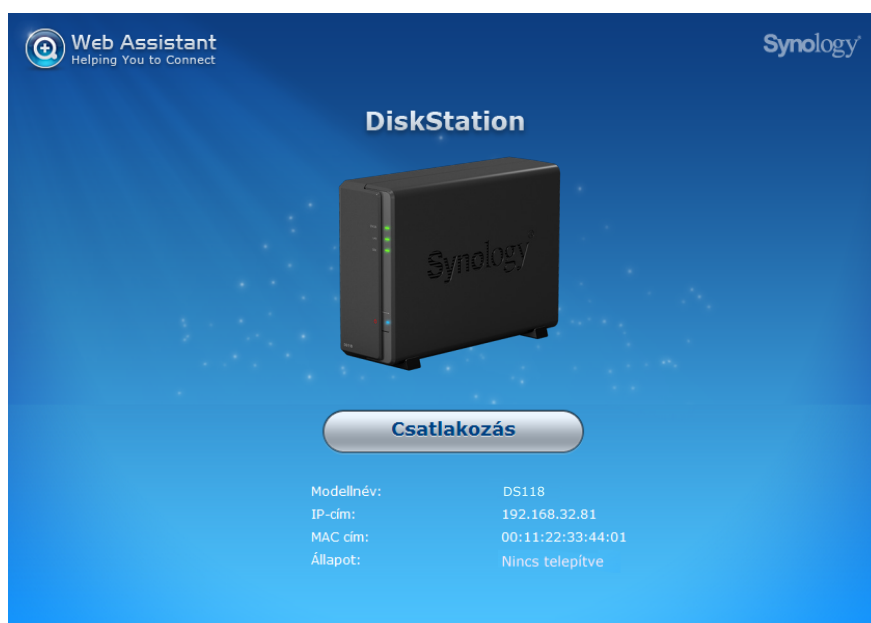 Web Assistant
Helping You to Connect
Synology
DiskStation
Synology
Csatlakozás
Modellnév: DS118
IP-cím: 192.168.32.81
MAC cím: 00:11:22:33:44:01
Állapot: Nincs telepítve